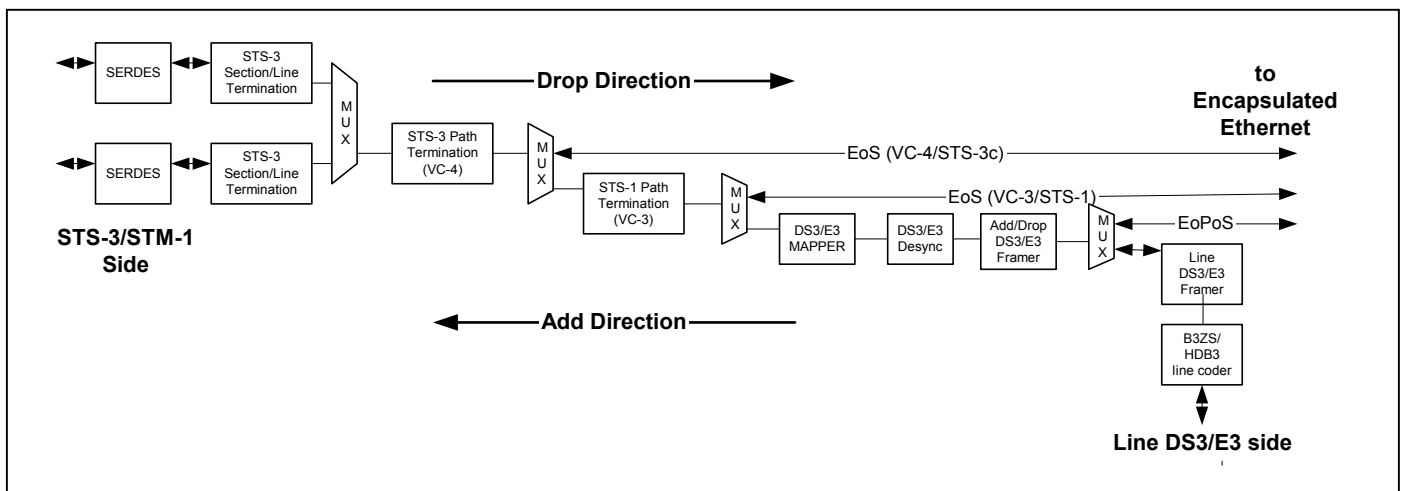 SERDES
STS-3
Section/Line
Termination
M
U
X
Drop Direction
to
Encapsulated
Ethernet
SERDES
STS-3
Section/Line
Termination
STS-3 Path
Termination
(VC-4)
M
U
X
EoS (VC-4/STS-3c)
STS-1 Path
Termination
(VC-3)
M
U
X
EoS (VC-3/STS-1)
STS-3/STM-1
Side
DS3/E3
MAPPER
DS3/E3
Desync
Add/Drop
DS3/E3
Framer
M
U
X
EoPoS
Line
DS3/E3
Framer
Add Direction
B3ZS/
HDB3
line coder
Line DS3/E3 side